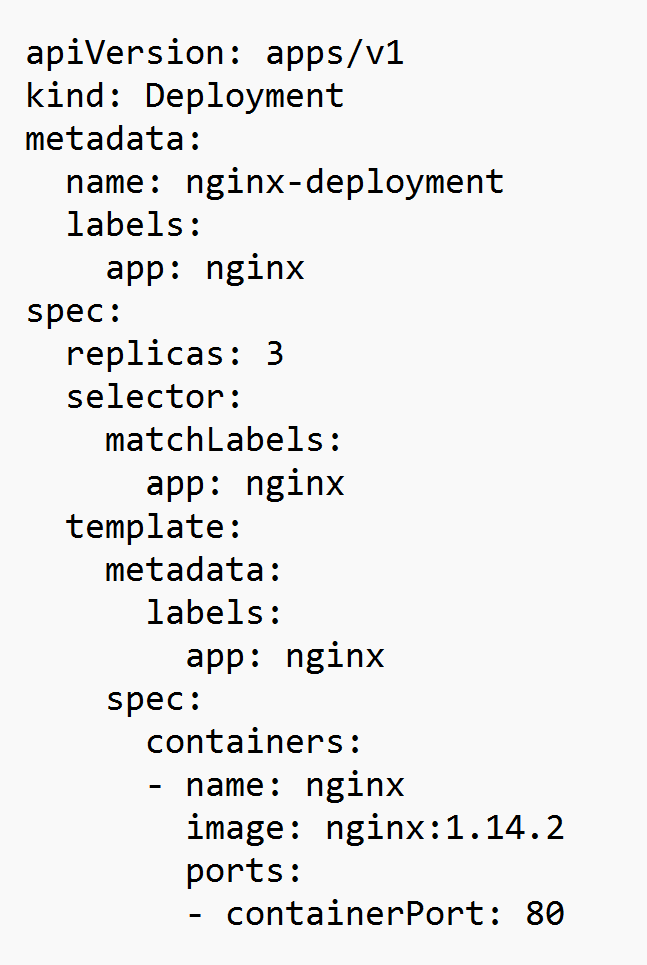 apiVersion: apps/v1
kind: Deployment
metadata:
  name: nginx-deployment
  labels:
    app: nginx
spec:
  replicas: 3
  selector:
    matchLabels:
      app: nginx
  template:
    metadata:
      labels:
        app: nginx
    spec:
      containers:
      - name: nginx
        image: nginx:1.14.2
        ports:
        - containerPort: 80